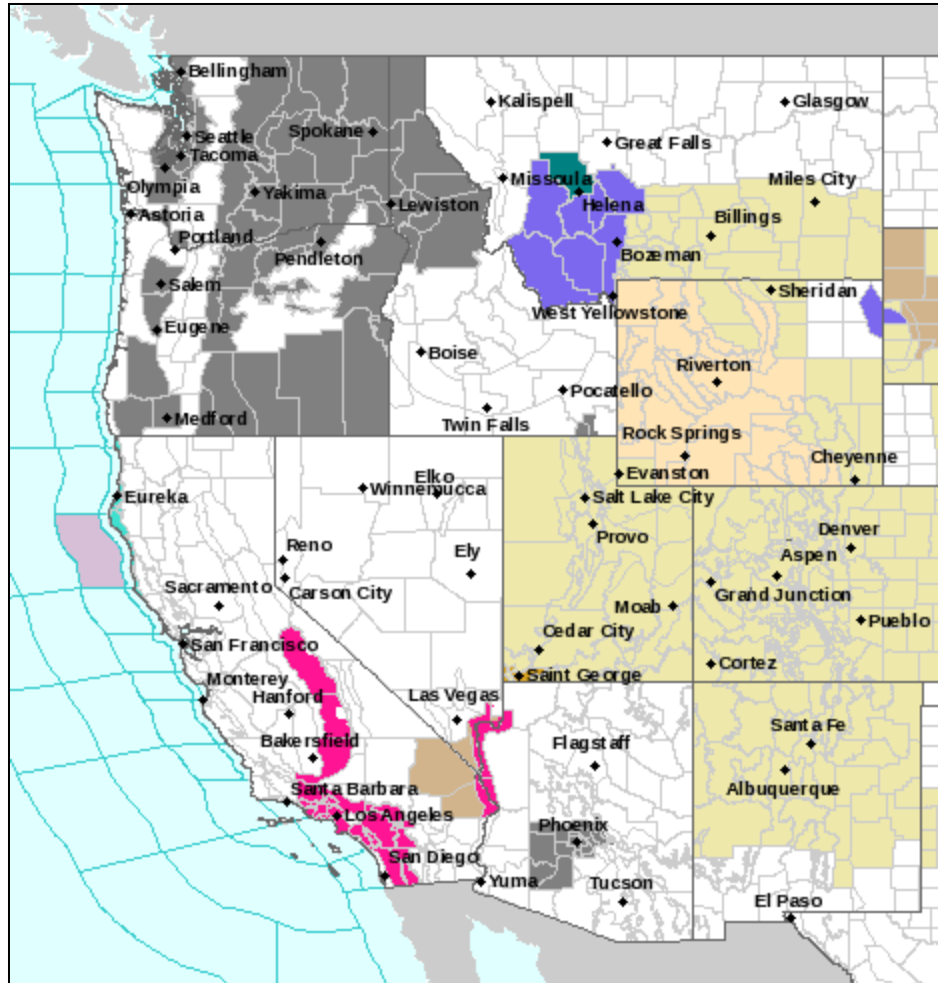 Bellingham
Kalispell
Glasgow
Spokane
Seattle
Great Falls
Tacoma
Missoula
Miles City
Olympia
Yakima
Lewiston
Helena
Astoria
Billings
Portland
Pendleton
Bozeman
Salem
Sheridan
West Yellowstone
Eugene
Boise
Riverton
Pocatello
Medford
Twin Falls
Rock Springs
Cheyenne
Elko
Evanston
Winnemucca
Eureka
Salt Lake City
Denver
Provo
Reno
Ely
Aspen
Sacramento
Carson City
Grand Junction
Moab
Pueblo
Cedar City
San Francisco
Cortez
Saint George
Monterey
Hanford
Las Vegas
Santa Fe
Bakersfield
Flagstaff
Santa Barbara
Albuquerque
Los Angeles
Phoenix
San Diego
Yuma
Tucson
El Paso